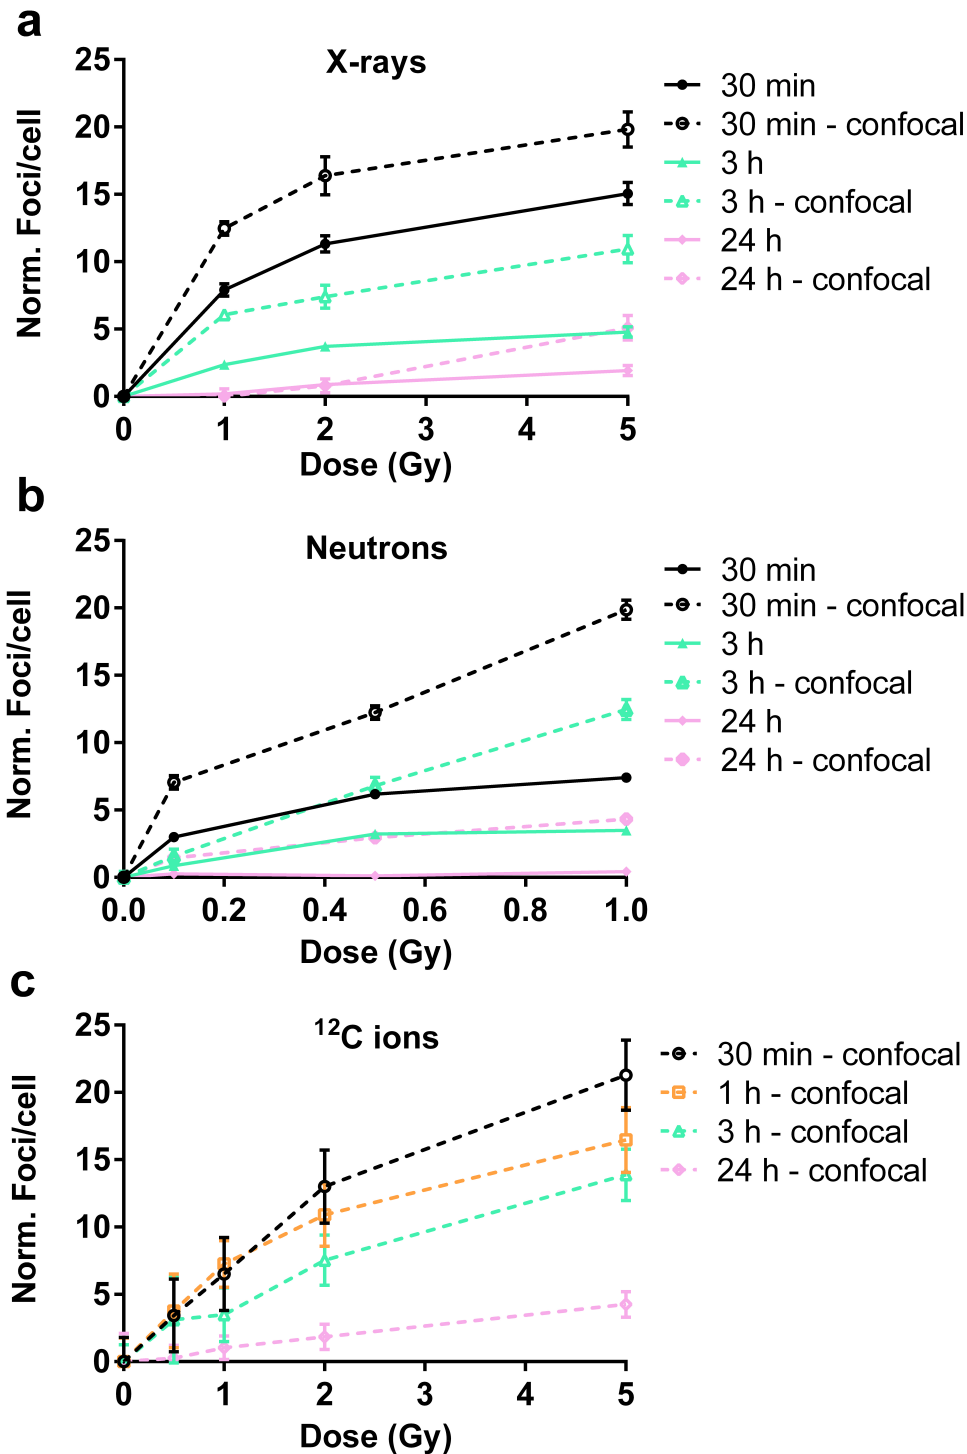 a
X-rays
Norm. Foci/cell
25
20
15
10
5
0
0 1 2 3 4 5
Dose (Gy)
30 min
30 min - confocal
3 h
3 h - confocal
24 h
24 h - confocal
b
Neutrons
Norm. Foci/cell
25
20
15
10
5
0
0.0 0.2 0.4 0.6 0.8 1.0
Dose (Gy)
30 min
30 min - confocal
3 h
3 h - confocal
24 h
24 h - confocal
c
¹²C ions
Norm. Foci/cell
25
20
15
10
5
0
0 1 2 3 4 5
Dose (Gy)
30 min - confocal
1 h - confocal
3 h - confocal
24 h - confocal